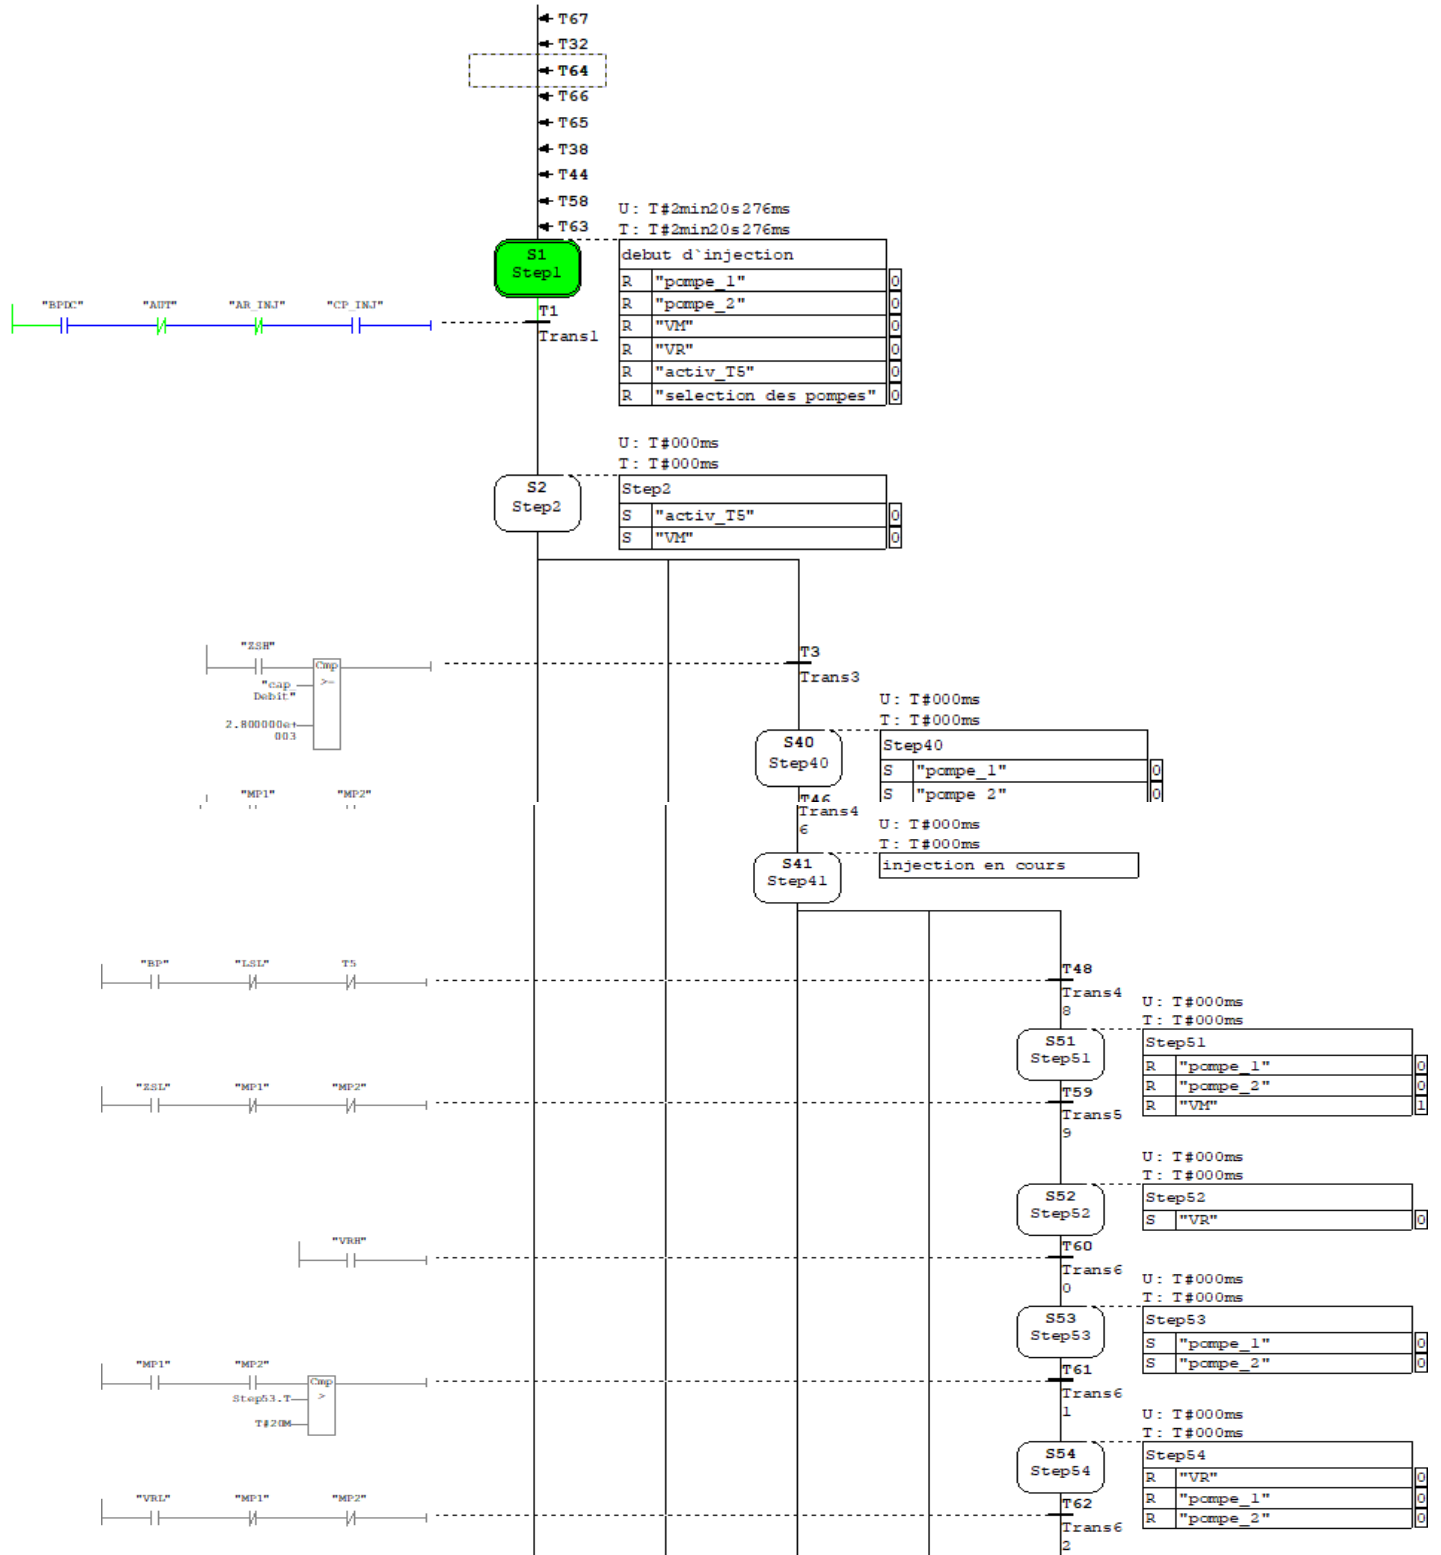 T67
T32
T64
T66
T65
T38
T44
T58
T63
U: T#2min20s276ms
T: T#2min20s276ms
S1
Step1
debut d`injection
R "pompe_1" 0
R "pompe_2" 0
R "VM" 0
R "VR" 0
R "activ_T5" 0
R "selection des pompes" 0
"BPDC" "AUT" "AR_INJ" "CP_INJ"
T1
Trans1
U: T#000ms
T: T#000ms
S2
Step2
Step2
S "activ_T5" 0
S "VM" 0
"ZSH"
Cmp
>=
"cap_
Debit"
2.800000e+
003
T3
Trans3
U: T#000ms
T: T#000ms
S40
Step40
Step40
S "pompe_1" 0
S "pompe_2" 0
"MP1" "MP2"
T46
Trans4
6
U: T#000ms
T: T#000ms
S41
Step41
injection en cours
"BP" "LSL" T5
T48
Trans4
8
U: T#000ms
T: T#000ms
S51
Step51
Step51
R "pompe_1" 0
R "pompe_2" 0
R "VM" 1
"ZSL" "MP1" "MP2"
T59
Trans5
9
U: T#000ms
T: T#000ms
S52
Step52
Step52
S "VR" 0
"VRH"
T60
Trans6
0
U: T#000ms
T: T#000ms
S53
Step53
Step53
S "pompe_1" 0
S "pompe_2" 0
"MP1" "MP2"
Cmp
Step53.T >
T#20M
T61
Trans6
1
U: T#000ms
T: T#000ms
S54
Step54
Step54
R "VR" 0
R "pompe_1" 0
R "pompe_2" 0
"VRL" "MP1" "MP2"
T62
Trans6
2